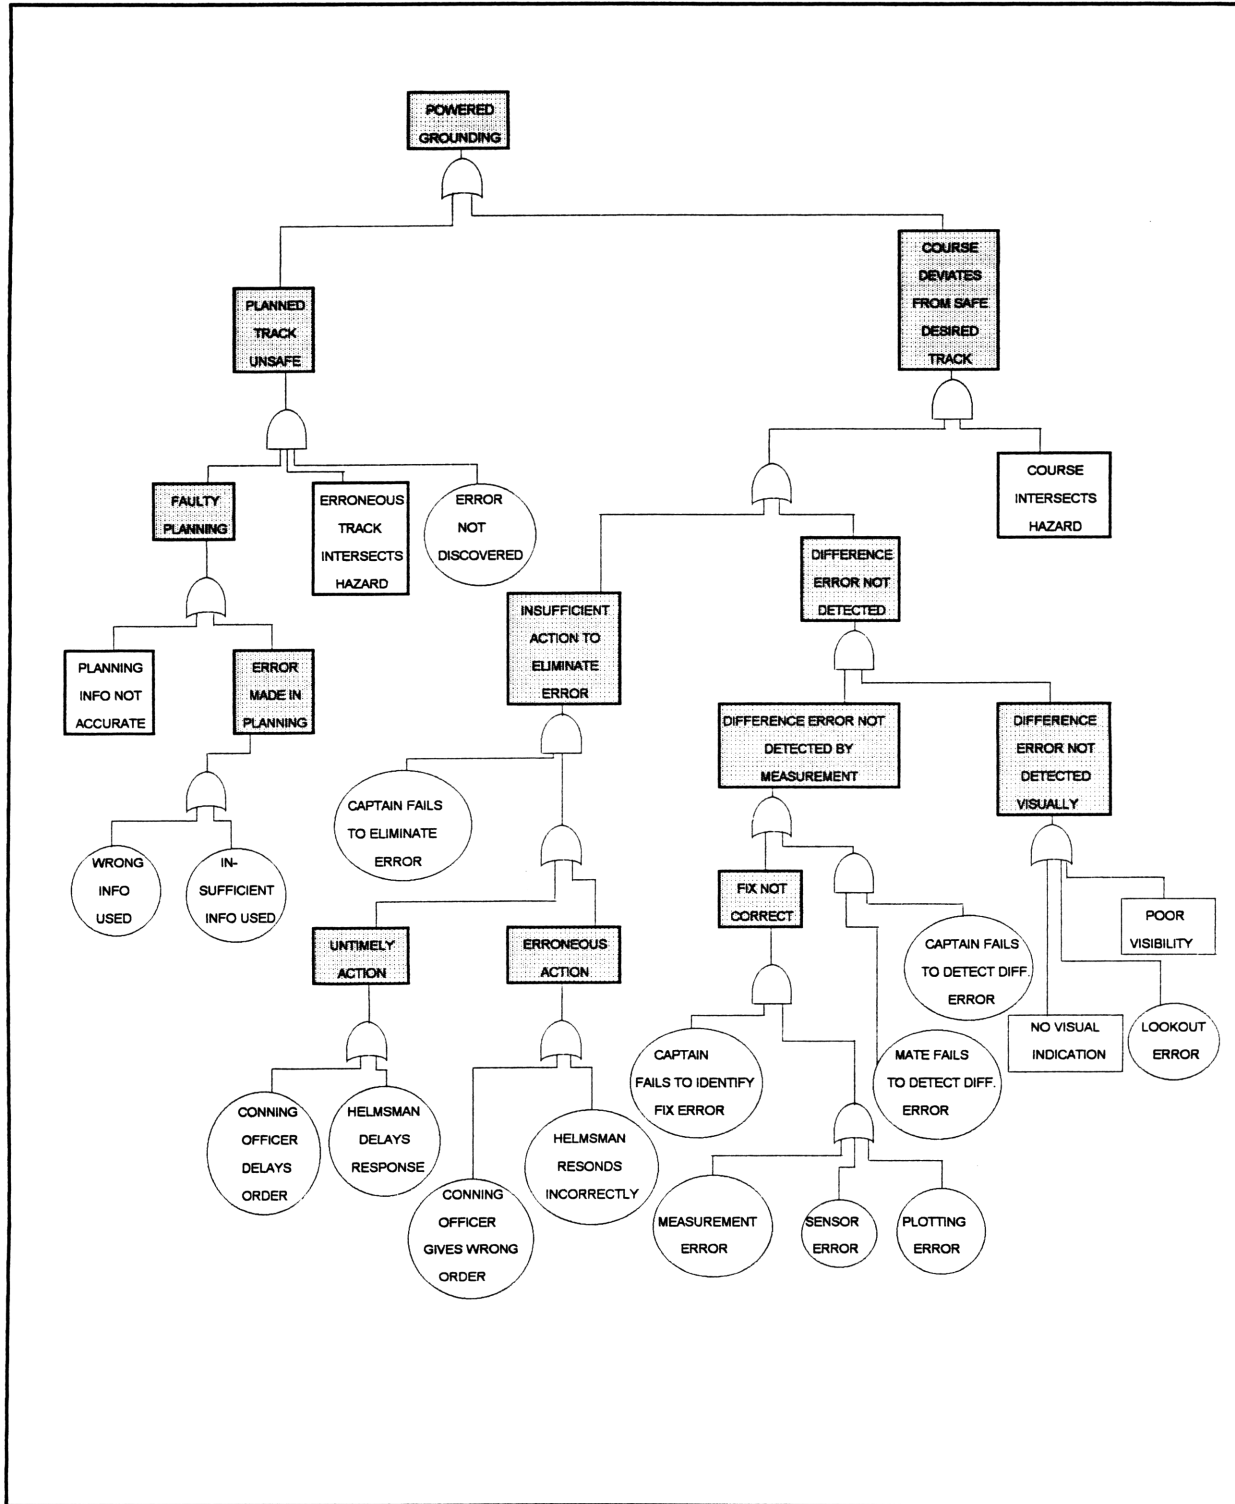 POWERED
GROUNDING
COURSE
DEVIATES
FROM SAFE
DESIRED
TRACK
PLANNED
TRACK
UNSAFE
FAULTY
PLANNING
ERRONEOUS
TRACK
INTERSECTS
HAZARD
ERROR
NOT
DISCOVERED
COURSE
INTERSECTS
HAZARD
DIFFERENCE
ERROR NOT
DETECTED
INSUFFICIENT
ACTION TO
ELIMINATE
ERROR
PLANNING
INFO NOT
ACCURATE
ERROR
MADE IN
PLANNING
DIFFERENCE ERROR NOT
DETECTED BY
MEASUREMENT
DIFFERENCE
ERROR NOT
DETECTED
VISUALLY
CAPTAIN FAILS
TO ELIMINATE
ERROR
WRONG
INFO
USED
IN-
SUFFICIENT
INFO USED
FIX NOT
CORRECT
POOR
VISIBILITY
UNTIMELY
ACTION
ERRONEOUS
ACTION
CAPTAIN FAILS
TO DETECT DIFF.
ERROR
NO VISUAL
INDICATION
LOOKOUT
ERROR
CAPTAIN
FAILS TO IDENTIFY
FIX ERROR
MATE FAILS
TO DETECT DIFF.
ERROR
CONNING
OFFICER
DELAYS
ORDER
HELMSMAN
DELAYS
RESPONSE
HELMSMAN
RESONDS
INCORRECTLY
CONNING
OFFICER
GIVES WRONG
ORDER
MEASUREMENT
ERROR
SENSOR
ERROR
PLOTTING
ERROR